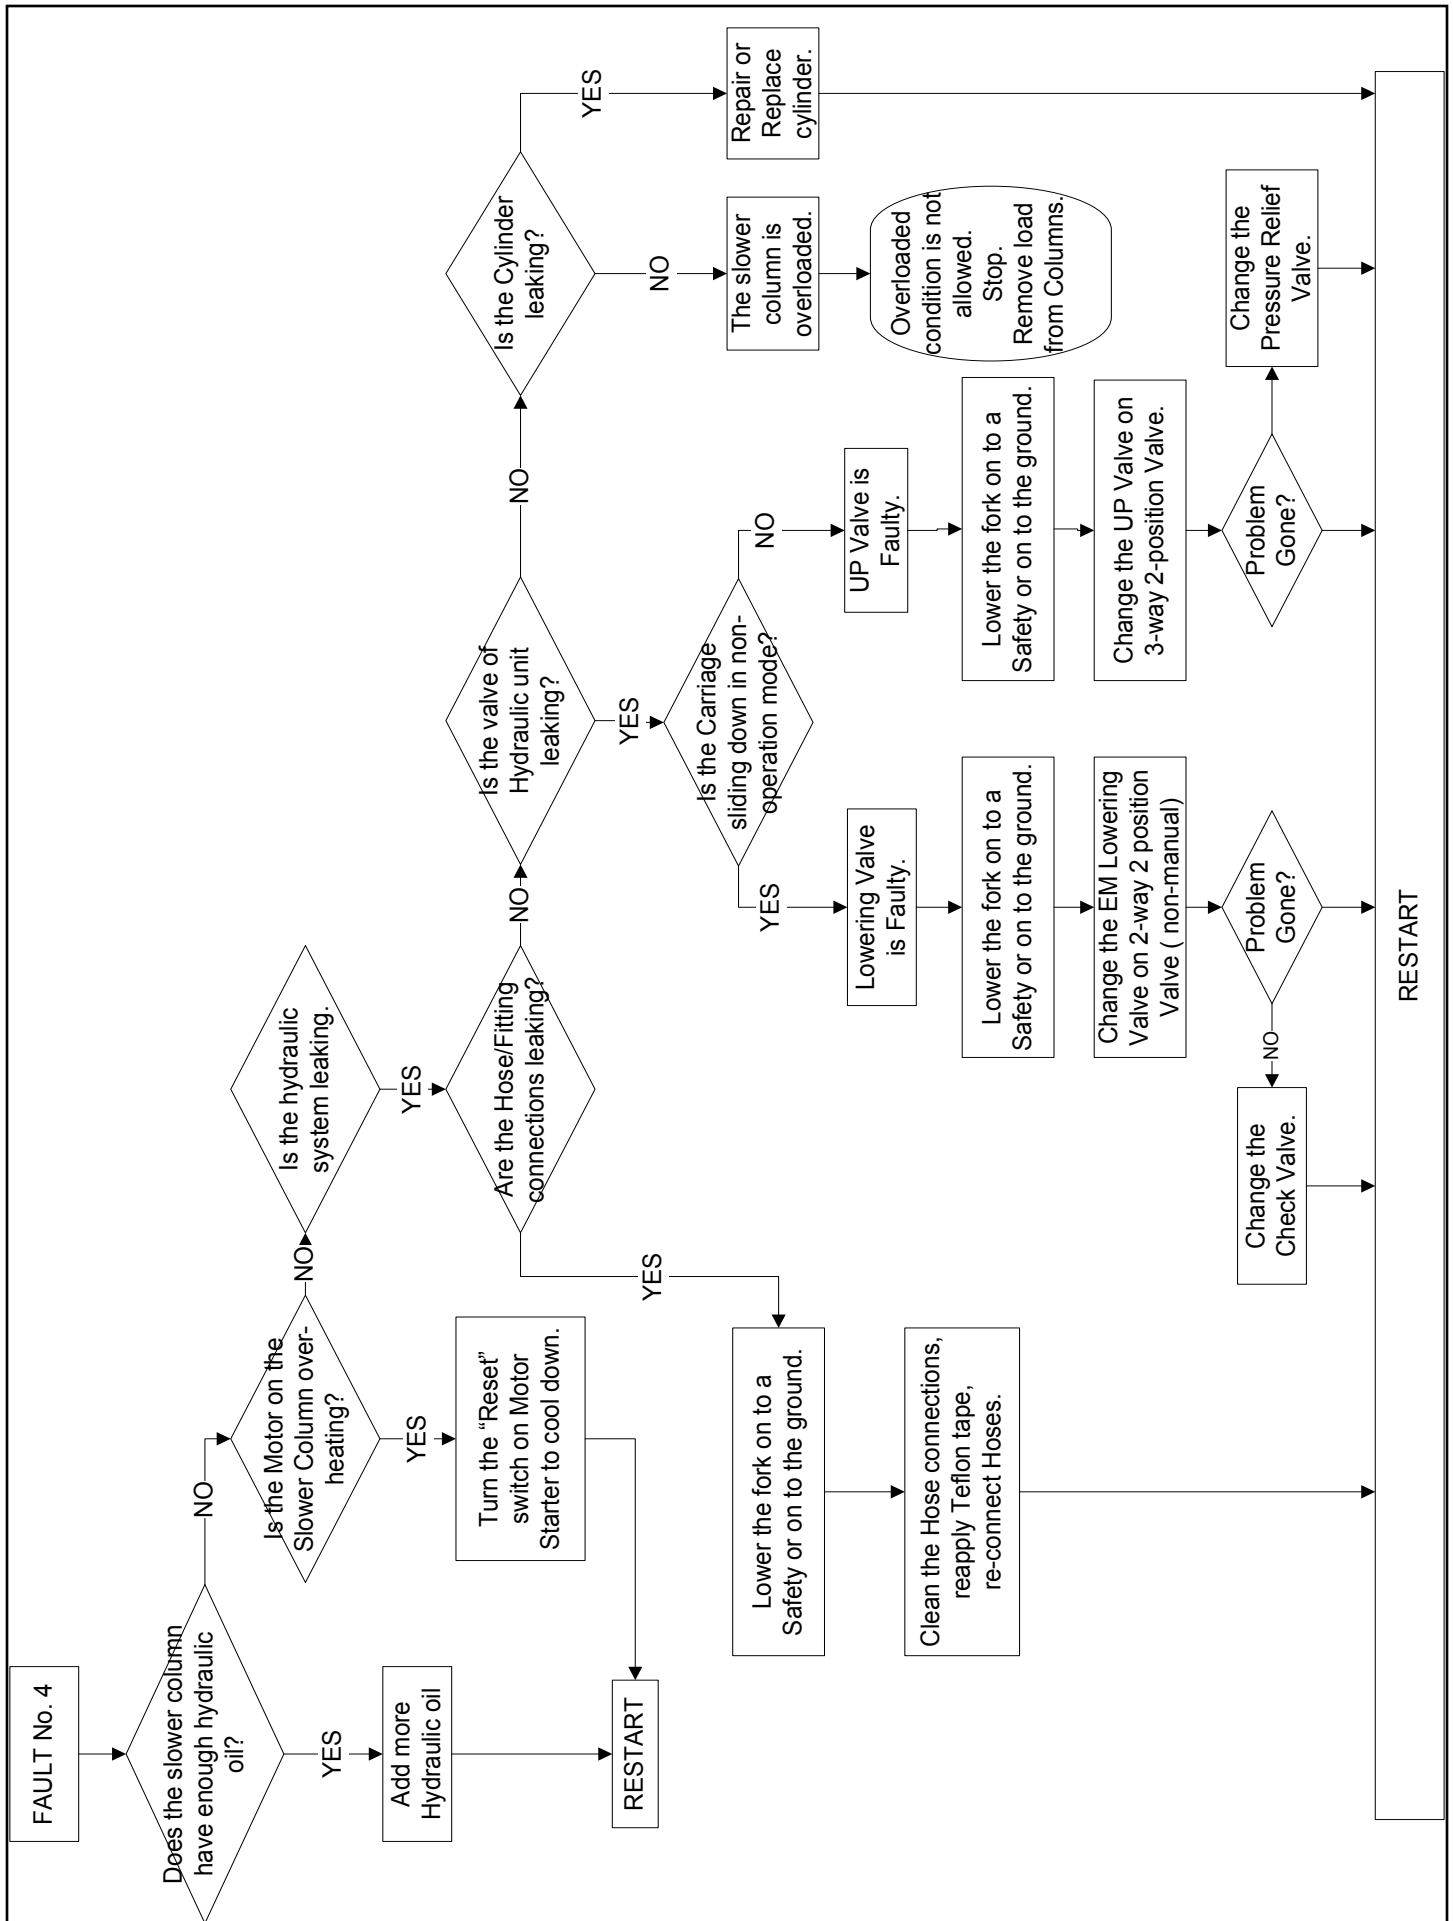 FAULT No. 4
Does the slower column
have enough hydraulic
oil?
YES
Add more
Hydraulic oil
RESTART
NO
Is the Motor on the
Slower Column over-
heating?
YES
Turn the “Reset”
switch on Motor
Starter to cool down.
NO
Is the hydraulic
system leaking.
YES
Are the Hose/Fitting
connections leaking?
YES
Lower the fork on to a
Safety or on to the ground.
Clean the Hose connections,
reapply Teflon tape,
re-connect Hoses.
NO
Is the valve of
Hydraulic unit
leaking?
YES
Is the Carriage
sliding down in non-
operation mode?
YES
Lowering Valve
is Faulty.
Lower the fork on to a
Safety or on to the ground.
Change the EM Lowering
Valve on 2-way 2 position
Valve ( non-manual)
Problem
Gone?
NO
Change the
Check Valve.
NO
UP Valve is
Faulty.
Lower the fork on to a
Safety or on to the ground.
Change the UP Valve on
3-way 2-position Valve.
Problem
Gone?
Change the
Pressure Relief
Valve.
NO
Is the Cylinder
leaking?
NO
The slower
column is
overloaded.
Overloaded
condition is not
allowed.
Stop.
Remove load
from Columns.
YES
Repair or
Replace
cylinder.
RESTART